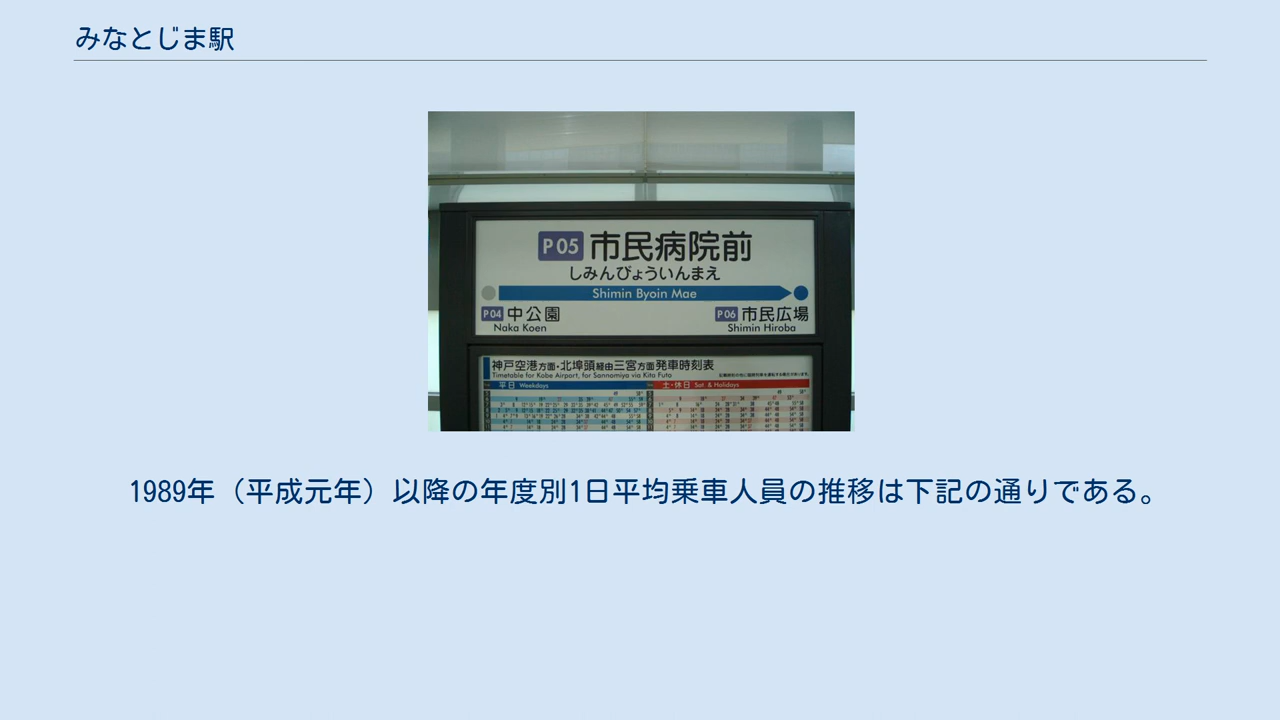 みなとじま駅
P05 市民病院前
しみんびょういんまえ
Shimin Byoin Mae
P04 中公園 P06 市民広場
Naka Koen Shimin Hiroba
神戸空港方面・北埠頭経由三宮方面発車時刻表
Timetable for Kobe Airport, for Sannomiya via Kita Futo
平日 Weekdays 土・休日 Sat. & Holidays
1989年（平成元年）以降の年度別1日平均乗車人員の推移は下記の通りである。